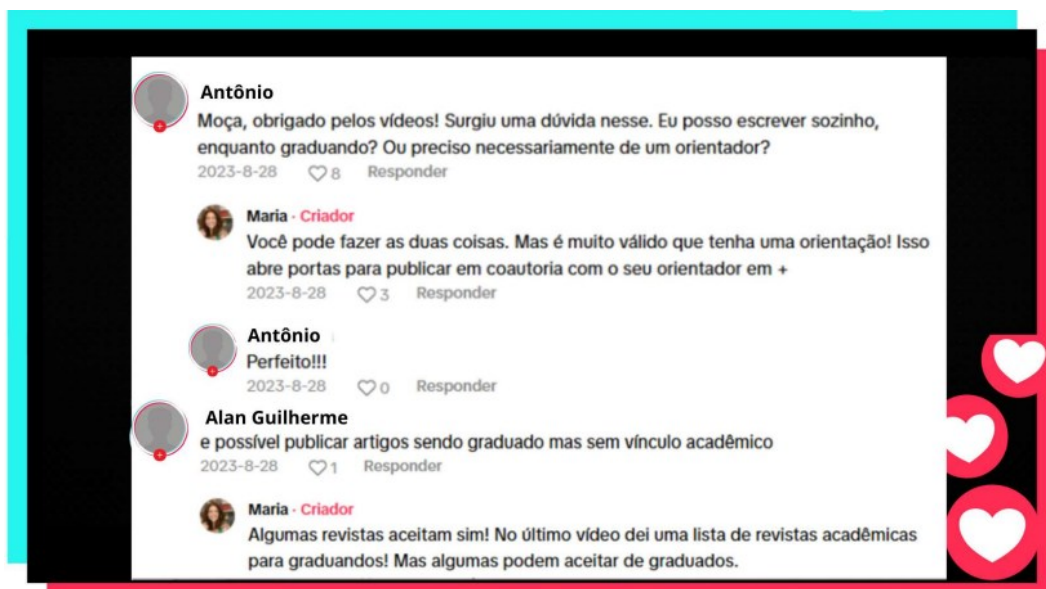 Antônio
Moça, obrigado pelos vídeos! Surgiu uma dúvida nesse. Eu posso escrever sozinho,
enquanto graduando? Ou preciso necessariamente de um orientador?
2023-8-28 8 Responder
Maria · Criador
Você pode fazer as duas coisas. Mas é muito válido que tenha uma orientação! Isso
abre portas para publicar em coautoria com o seu orientador em +
2023-8-28 3 Responder
Antônio
Perfeito!!!
2023-8-28 0 Responder
Alan Guilherme
e possível publicar artigos sendo graduado mas sem vínculo acadêmico
2023-8-28 1 Responder
Maria · Criador
Algumas revistas aceitam sim! No último vídeo dei uma lista de revistas acadêmicas
para graduandos! Mas algumas podem aceitar de graduados.